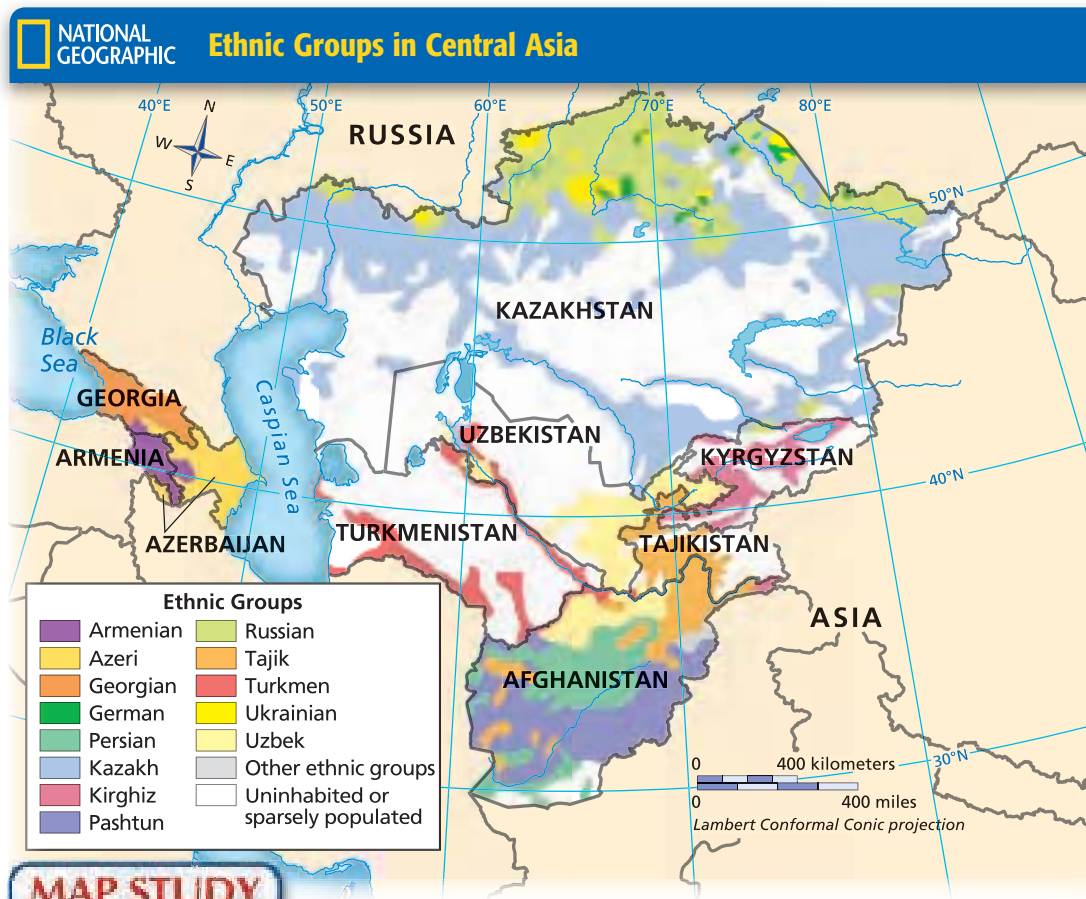 NATIONAL
GEOGRAPHIC
Ethnic Groups in Central Asia
40°E
N
50°E
60°E
70°E
80°E
W
E
S
RUSSIA
50°N
KAZAKHSTAN
Black
Sea
GEORGIA
Caspian Sea
UZBEKISTAN
ARMENIA
KYRGYZSTAN
40°N
TURKMENISTAN
TAJIKISTAN
AZERBAIJAN
ASIA
AFGHANISTAN
Ethnic Groups
Armenian
Azeri
Georgian
German
Persian
Kazakh
Kirghiz
Pashtun
Russian
Tajik
Turkmen
Ukrainian
Uzbek
Other ethnic groups
Uninhabited or
sparsely populated
30°N
0 400 kilometers
0 400 miles
Lambert Conformal Conic projection
MAP STUDY